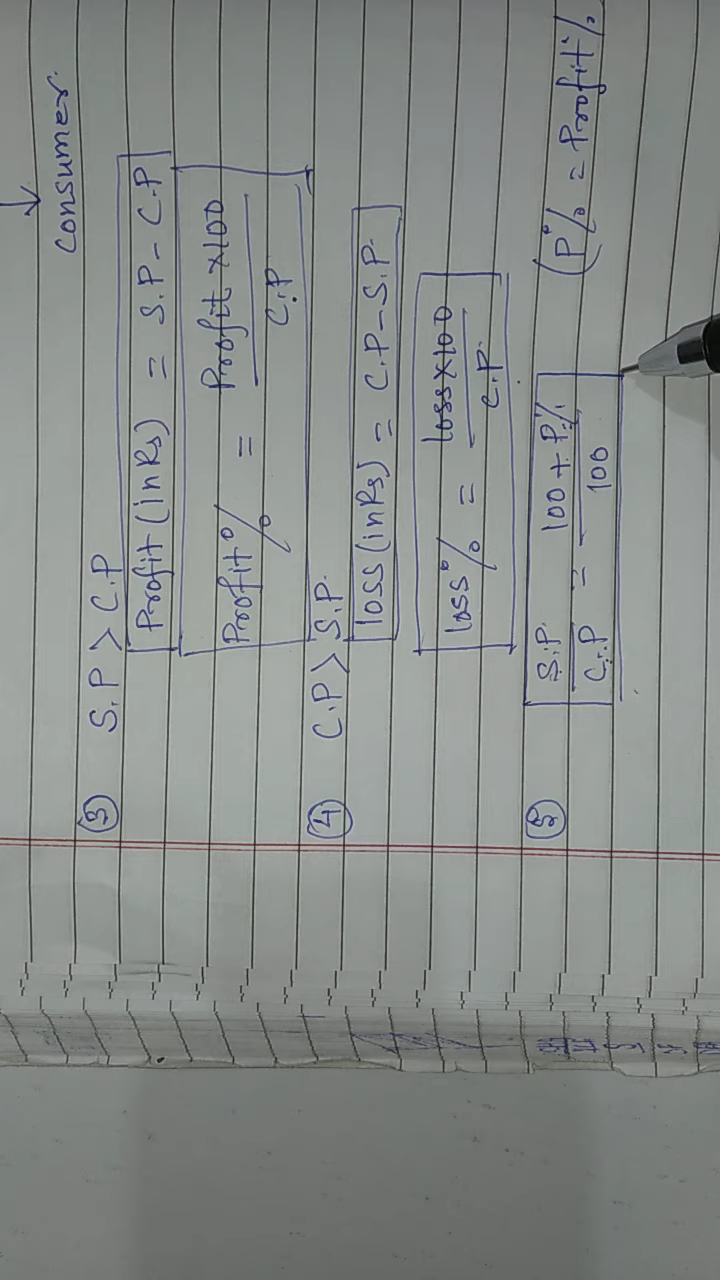 ↓
consumer
③ S.P > C.P
Profit (in Rs) = S.P - C.P
Profit % = Profit × 100 / C.P
④ C.P > S.P
loss (in Rs) = C.P - S.P
loss % = loss × 100 / C.P
⑤ S.P / C.P = 100 + P% / 100 (P% = Profit %